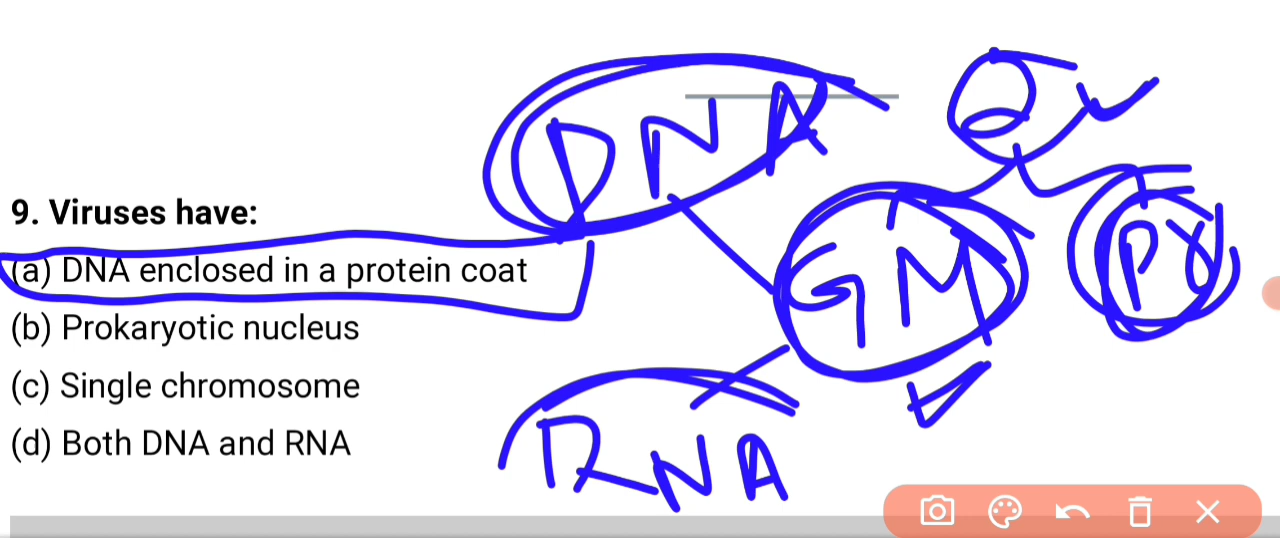 DNA
9. Viruses have:
(a) DNA enclosed in a protein coat
GM
(b) Prokaryotic nucleus
(c) Single chromosome
RNA
(d) Both DNA and RNA